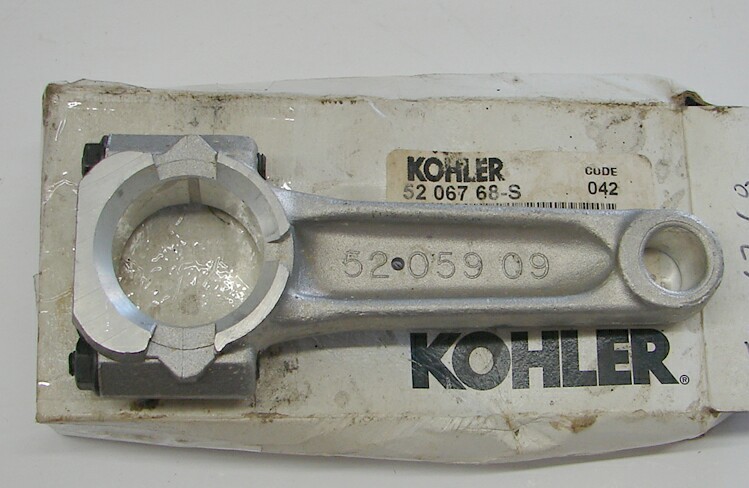 KOHLER CODE
52 067 68-S 042
52 059 09
KOHLER®